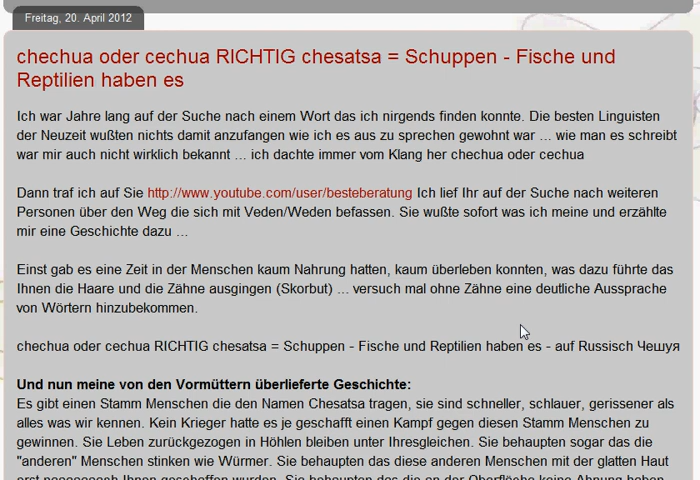 Freitag, 20. April 2012
chechua oder cechua RICHTIG chesatsa = Schuppen - Fische und
Reptilien haben es
Ich war Jahre lang auf der Suche nach einem Wort das ich nirgends finden konnte. Die besten Linguisten
der Neuzeit wußten nichts damit anzufangen wie ich es aus zu sprechen gewohnt war ... wie man es schreibt
war mir auch nicht wirklich bekannt ... ich dachte immer vom Klang her chechua oder cechua
Dann traf ich auf Sie http://www.youtube.com/user/besteberatung Ich lief Ihr auf der Suche nach weiteren
Personen über den Weg die sich mit Veden/Weden befassen. Sie wußte sofort was ich meine und erzählte
mir eine Geschichte dazu ...
Einst gab es eine Zeit in der Menschen kaum Nahrung hatten, kaum überleben konnten, was dazu führte das
Ihnen die Haare und die Zähne ausgingen (Skorbut) ... versuch mal ohne Zähne eine deutliche Aussprache
von Wörtern hinzubekommen.
chechua oder cechua RICHTIG chesatsa = Schuppen - Fische und Reptilien haben es - auf Russisch Чешуя
Und nun meine von den Vormüttern überlieferte Geschichte:
Es gibt einen Stamm Menschen die den Namen Chesatsa tragen, sie sind schneller, schlauer, gerissener als
alles was wir kennen. Kein Krieger hatte es je geschafft einen Kampf gegen diesen Stamm Menschen zu
gewinnen. Sie Leben zurückgezogen in Höhlen bleiben unter Ihresgleichen. Sie behaupten sogar das die
"anderen" Menschen stinken wie Würmer. Sie behaupten das diese anderen Menschen mit der glatten Haut